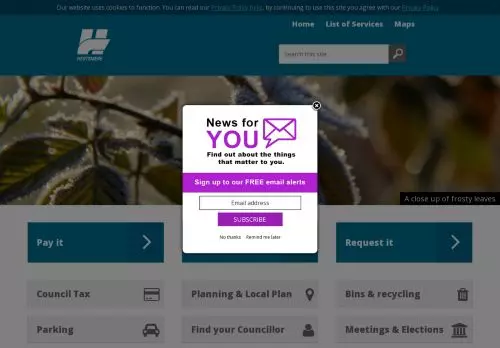 Our website uses cookies to function. You can read our Privacy Policy here, by continuing to use this site you agree with our Privacy Policy
Home List of Services Maps
HERTSMERE
Search this site
News for
YOU
Find out about the things
that matter to you.
Sign up to our FREE email alerts
Email address
SUBSCRIBE
No thanks Remind me later
A close up of frosty leaves
Pay it Request it
Council Tax Planning & Local Plan Bins & recycling
Parking Find your Councillor Meetings & Elections